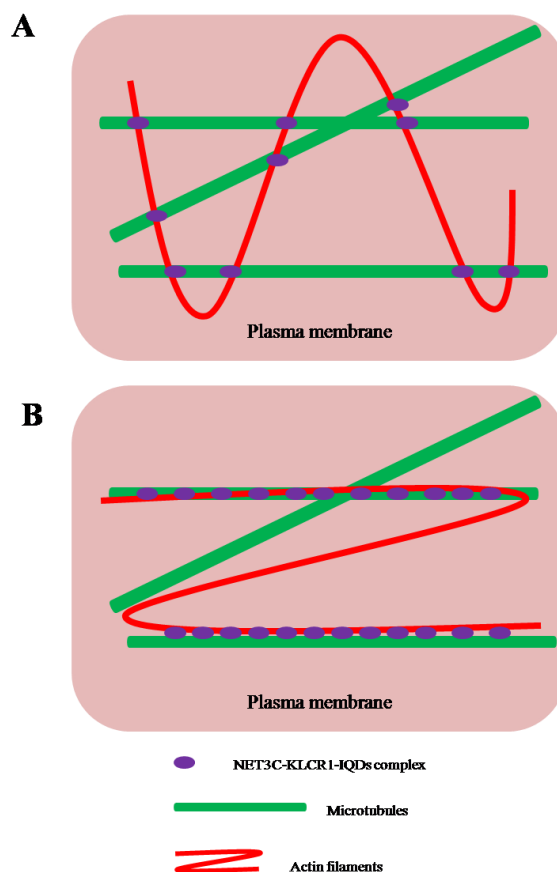 A
Plasma membrane
B
Plasma membrane
NET3C-KLCR1-IQDs complex
Microtubules
Actin filaments